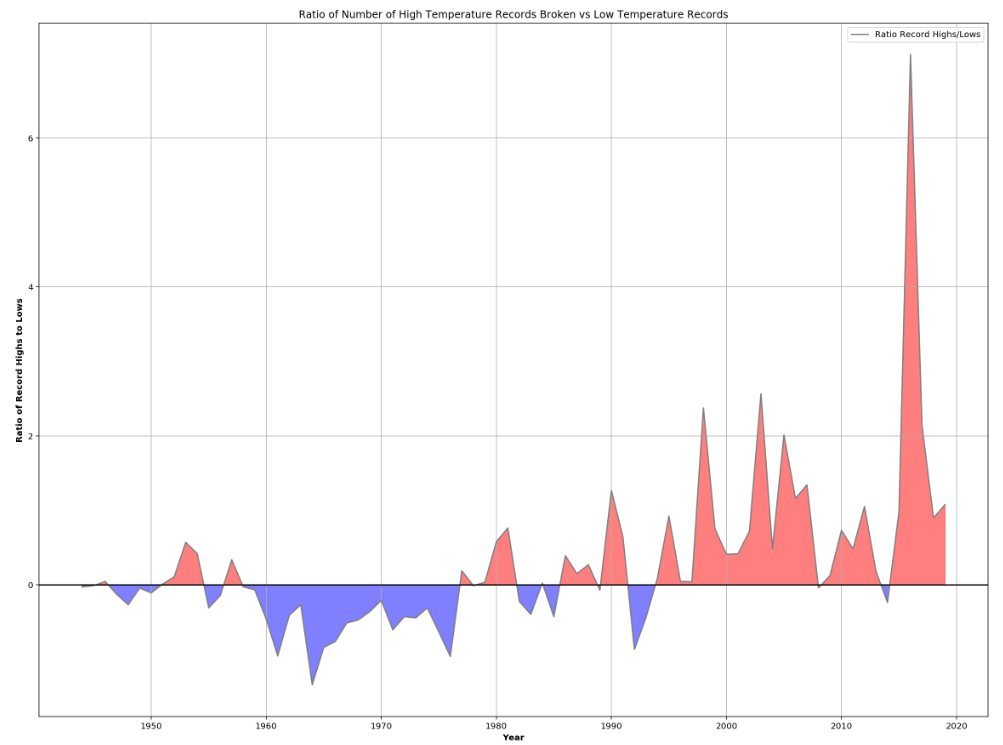 Ratio of Number of High Temperature Records Broken vs Low Temperature Records
Ratio Record Highs/Lows
Ratio of Record Highs to Lows
6
4
2
0
1950 1960 1970 1980 1990 2000 2010 2020
Year